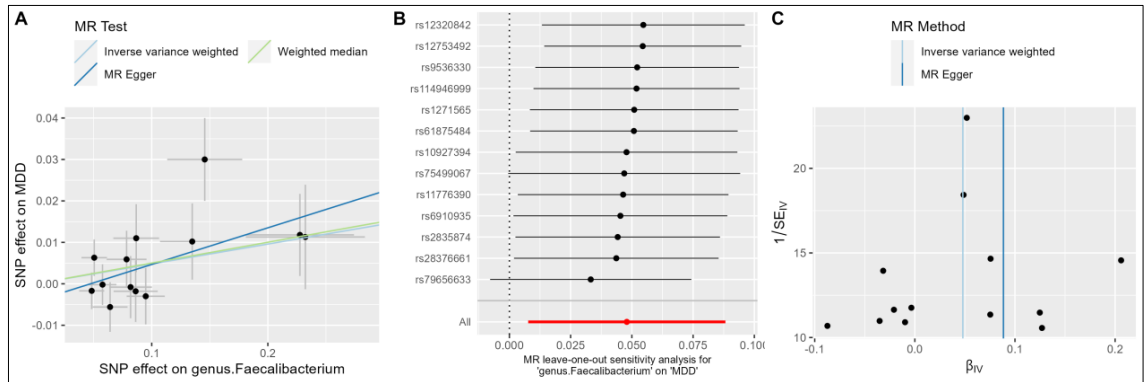 A
MR Test
Inverse variance weighted
Weighted median
MR Egger
SNP effect on MDD
0.04
0.03
0.02
0.01
0.00
-0.01
0.1
0.2
SNP effect on genus.Faecalibacterium
B
rs12320842
rs12753492
rs9536330
rs114946999
rs1271565
rs61875484
rs10927394
rs75499067
rs11776390
rs6910935
rs2835874
rs28376661
rs79656633
All
0.000
0.025
0.050
0.075
0.100
MR leave-one-out sensitivity analysis for
'genus.Faecalibacterium' on 'MDD'
C
MR Method
Inverse variance weighted
MR Egger
1/SEIV
20
15
10
-0.1
0.0
0.1
0.2
βIV